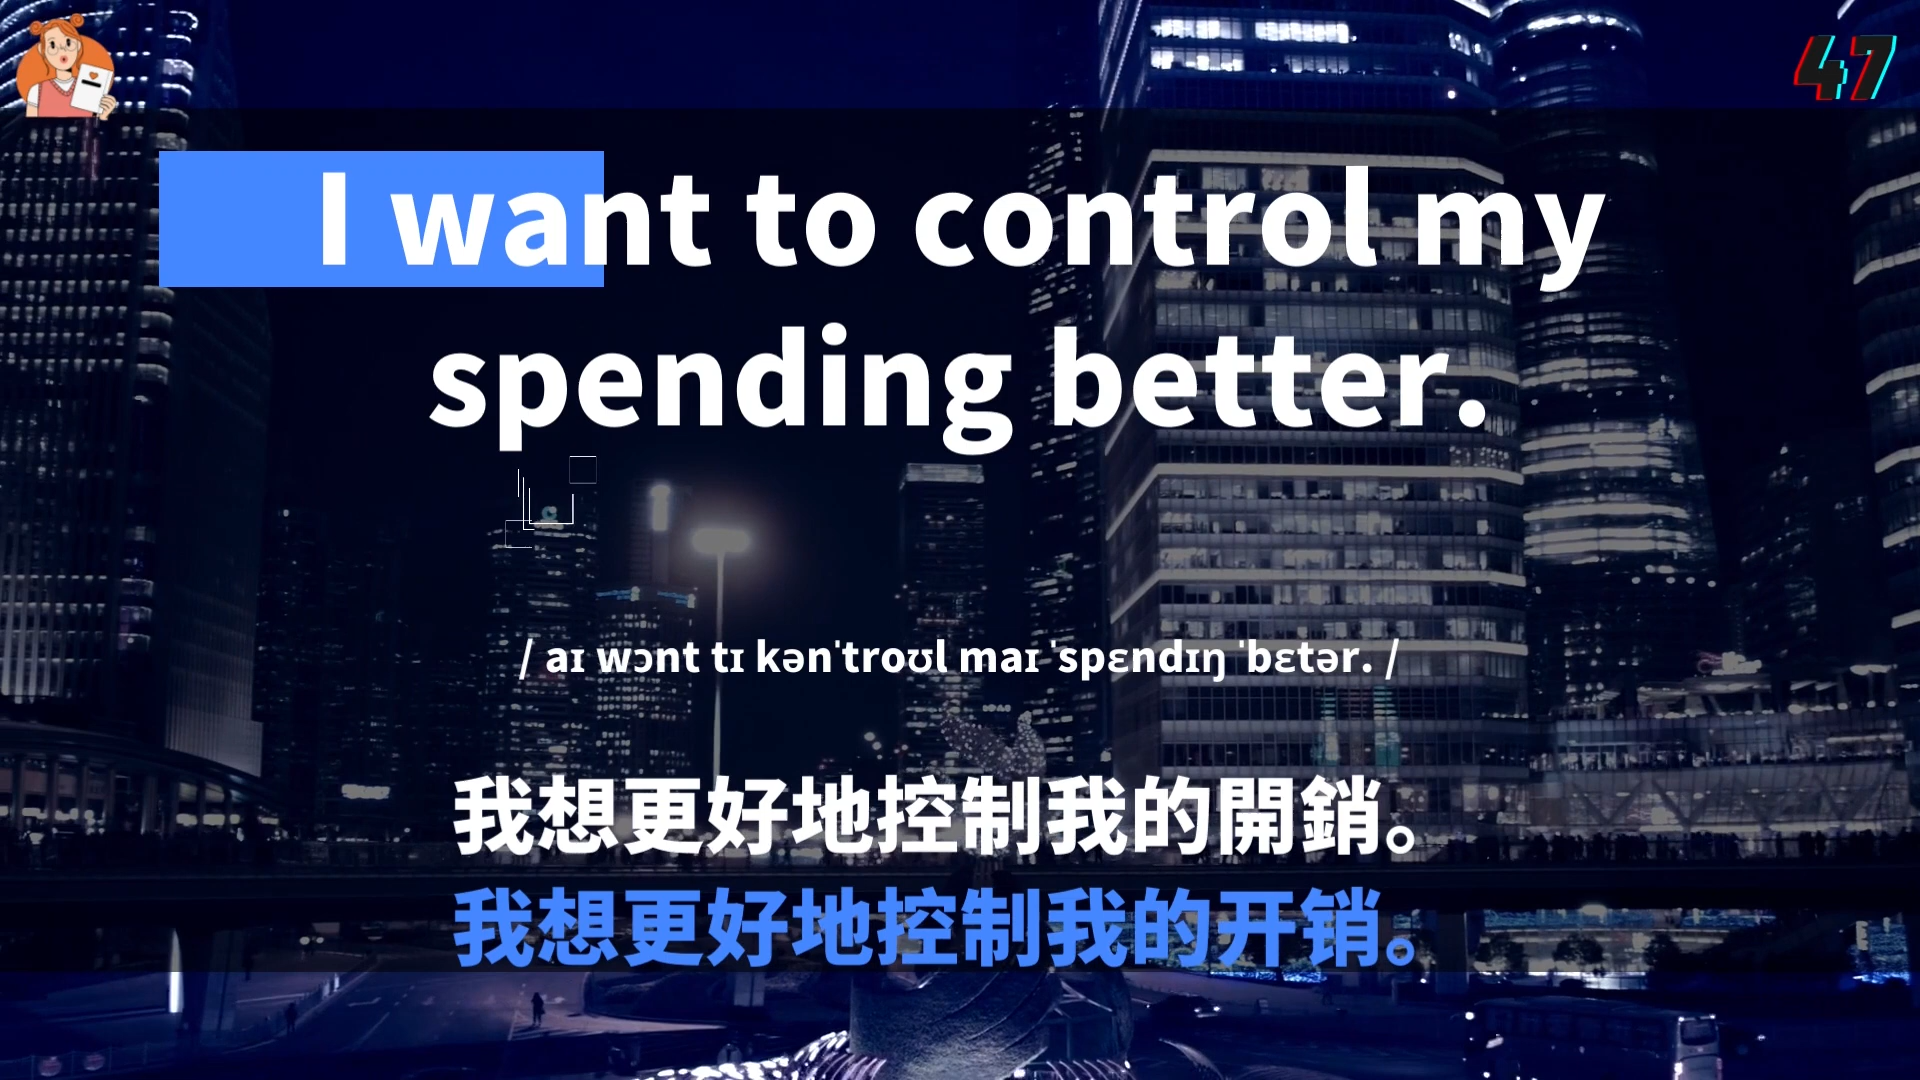 47
I want to control my
spending better.
/ aɪ wɔnt tɪ kənˈtroʊl maɪ ˈspɛndɪŋ ˈbɛtər. /
我想更好地控制我的開銷。
我想更好地控制我的开销。